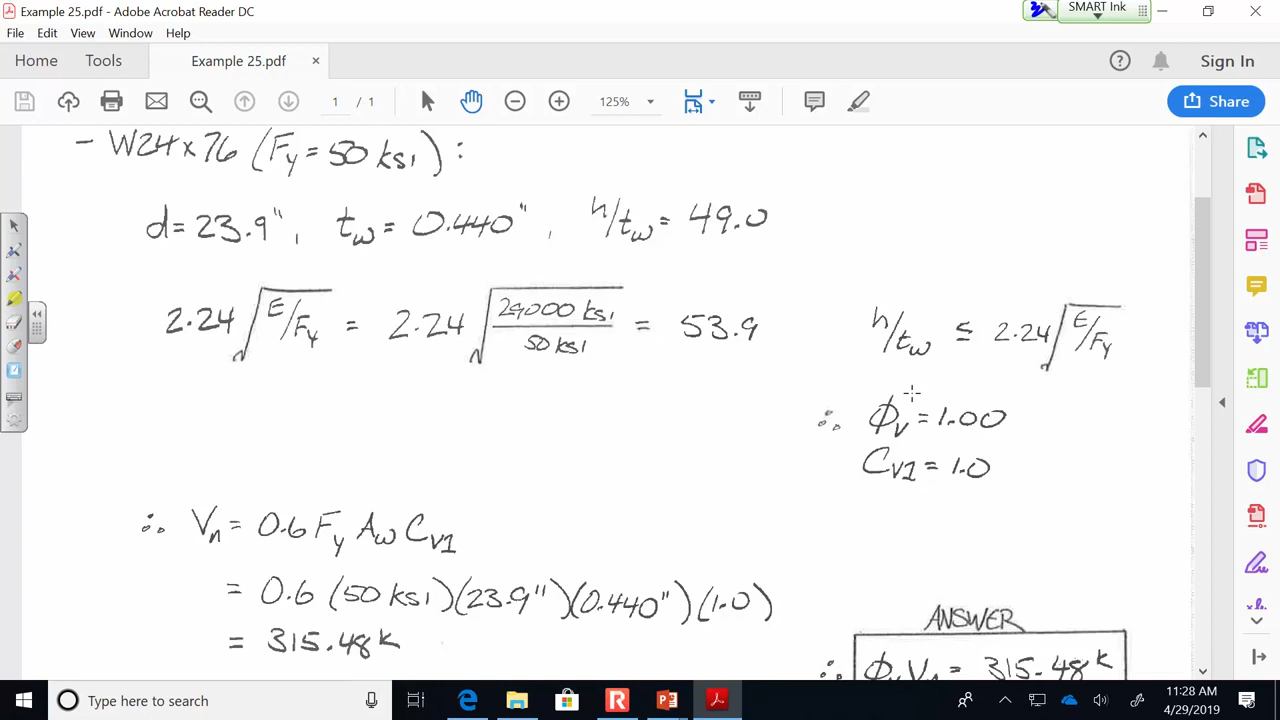 Example 25.pdf - Adobe Acrobat Reader DC
SMART Ink
File Edit View Window Help
Home Tools Example 25.pdf × Sign In
1 / 1 125% Share
- W24x76 (Fy = 50 ksi) :
d = 23.9", tw = 0.440", h/tw = 49.0
2.24 √E/Fy = 2.24 √29000 ksi / 50 ksi = 53.9
h/tw ≤ 2.24 √E/Fy
∴ ϕv = 1.00
Cv1 = 1.0
∴ Vn = 0.6 Fy Aw Cv1
= 0.6 (50 ksi)(23.9")(0.440")(1.0)
= 315.48k
ANSWER
∴ ϕvVn = 315.48k
Type here to search
11:28 AM
4/29/2019